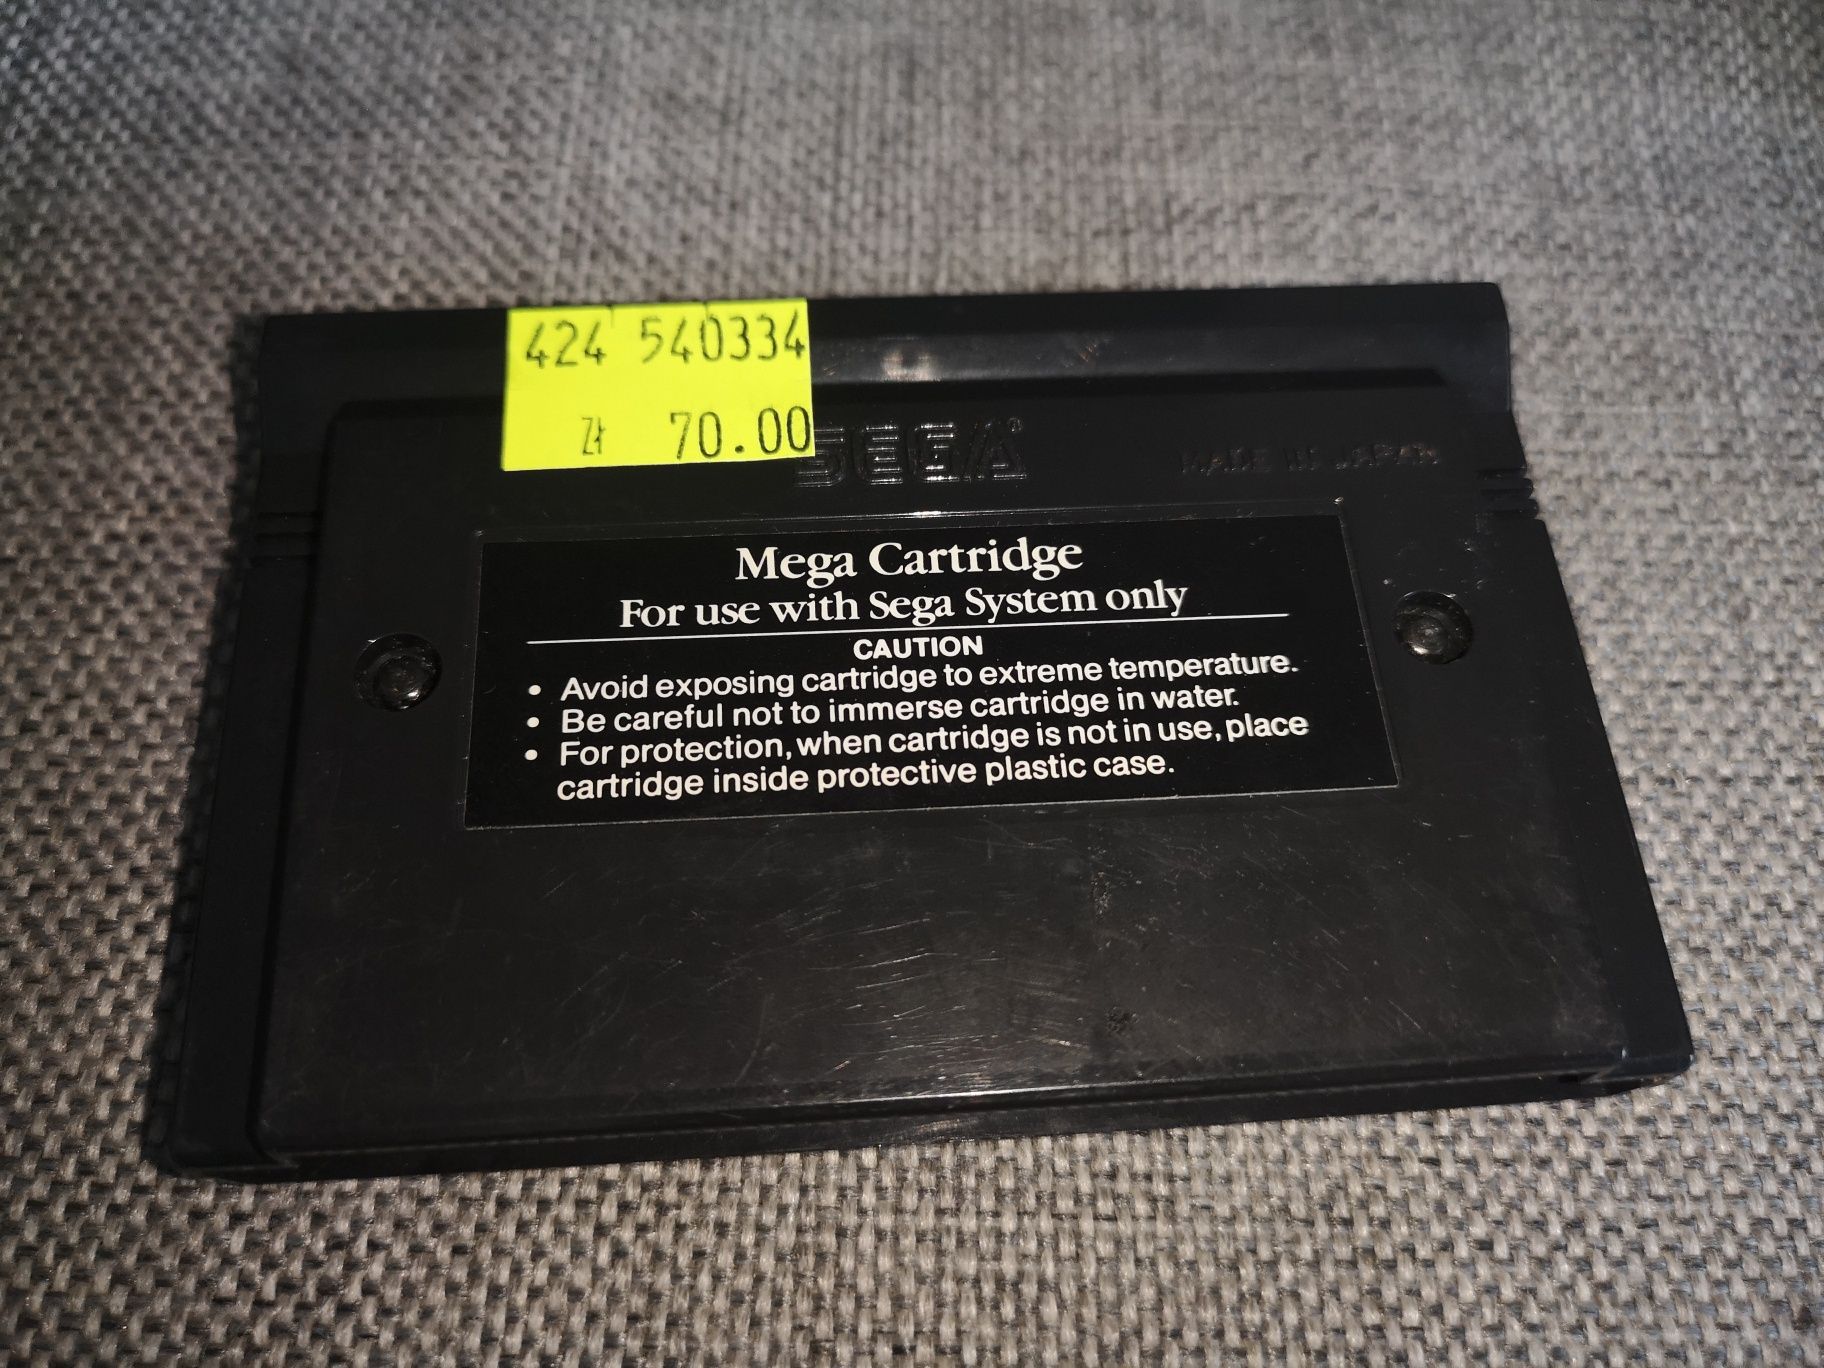 424 540334
zł 70.00
SEGA®
MADE IN JAPAN
Mega Cartridge
For use with Sega System only
CAUTION
• Avoid exposing cartridge to extreme temperature.
• Be careful not to immerse cartridge in water.
• For protection, when cartridge is not in use, place
cartridge inside protective plastic case.